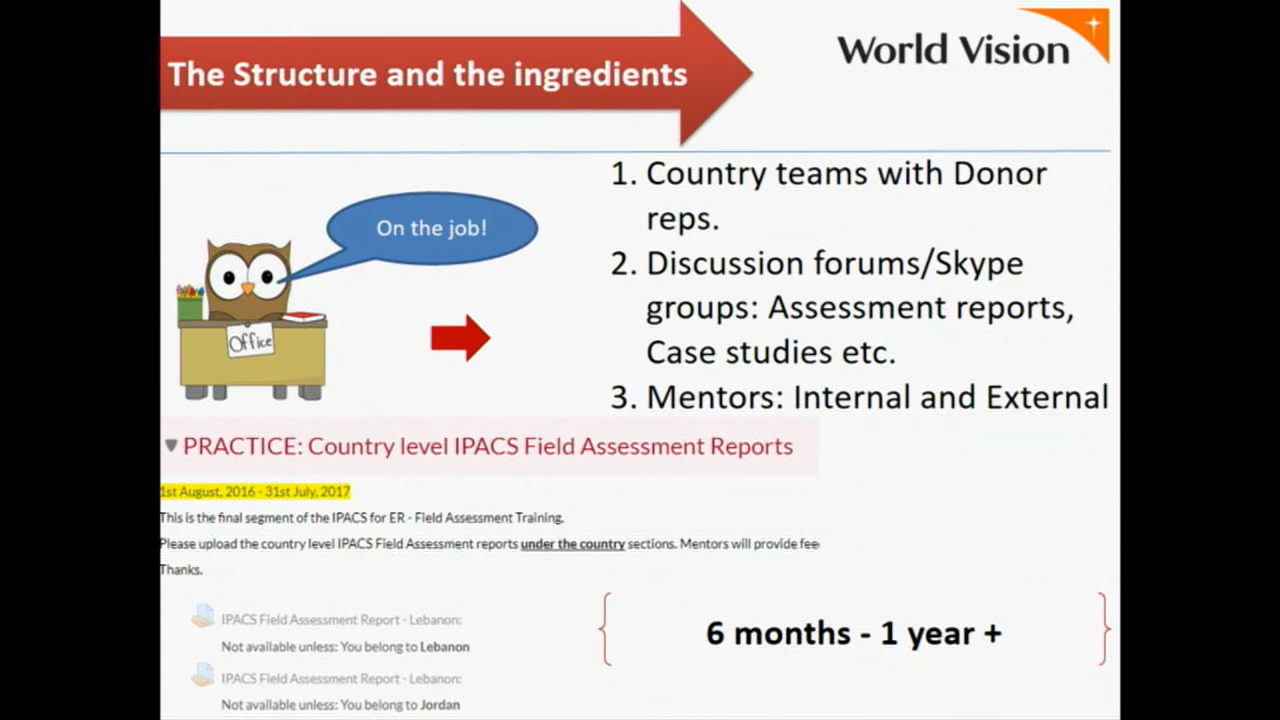 The Structure and the ingredients
World Vision
On the job!
Office
1. Country teams with Donor
reps.
2. Discussion forums/Skype
groups: Assessment reports,
Case studies etc.
3. Mentors: Internal and External
PRACTICE: Country level IPACS Field Assessment Reports
1st August, 2016 - 31st July, 2017
This is the final segment of the IPACS for ER - Field Assessment Training.
Please upload the country level IPACS Field Assessment reports under the country sections. Mentors will provide fee
Thanks.
IPACS Field Assessment Report - Lebanon:
Not available unless: You belong to Lebanon
IPACS Field Assessment Report - Lebanon:
Not available unless: You belong to Jordan
6 months - 1 year +